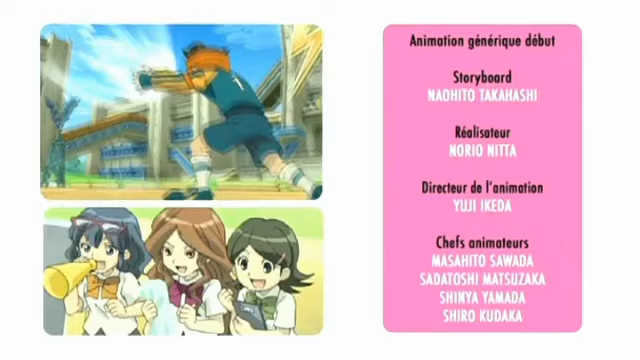 Animation générique début
Storyboard
NAOHITO TAKAHASHI
Réalisateur
NORIO NITTA
Directeur de l'animation
YUJI IKEDA
Chefs animateurs
MASAHITO SAWADA
SADATOSHI MATSUZAKA
SHINYA YAMADA
SHIRO KUDAKA
1